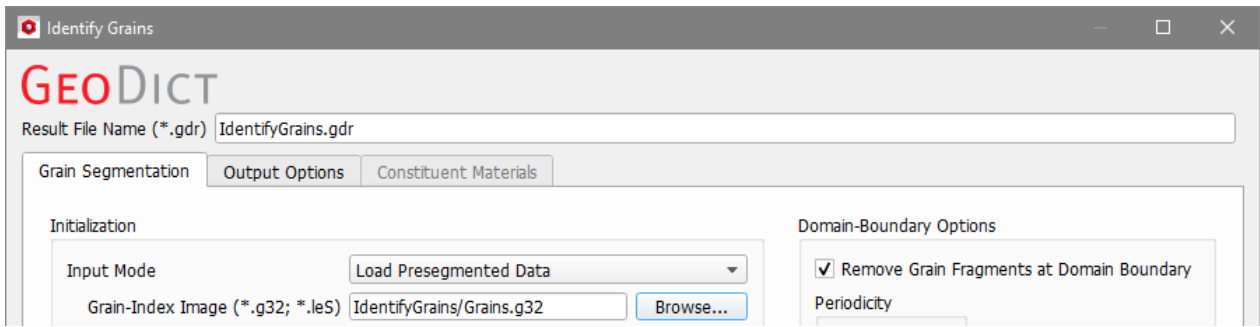 Identify Grains
GEODICT
Result File Name (*.gdr) IdentifyGrains.gdr
Grain Segmentation Output Options Constituent Materials
Initialization Domain-Boundary Options
Input Mode Load Presegmented Data Remove Grain Fragments at Domain Boundary
Grain-Index Image (*.g32; *.leS) IdentifyGrains/Grains.g32 Browse... Periodicity